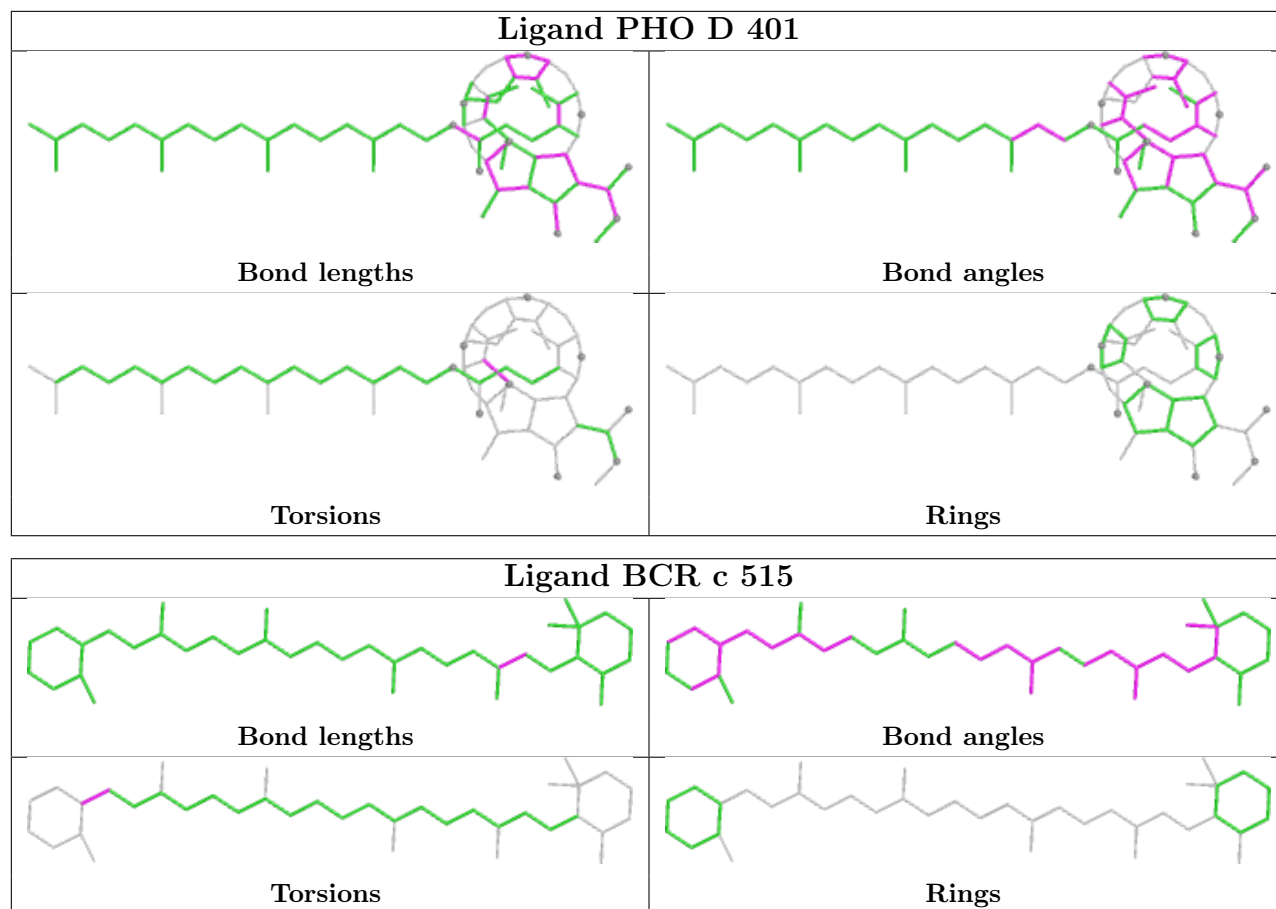 Ligand PHO D 401
Bond lengths Bond angles
Torsions Rings
Ligand BCR c 515
Bond lengths Bond angles
Torsions Rings